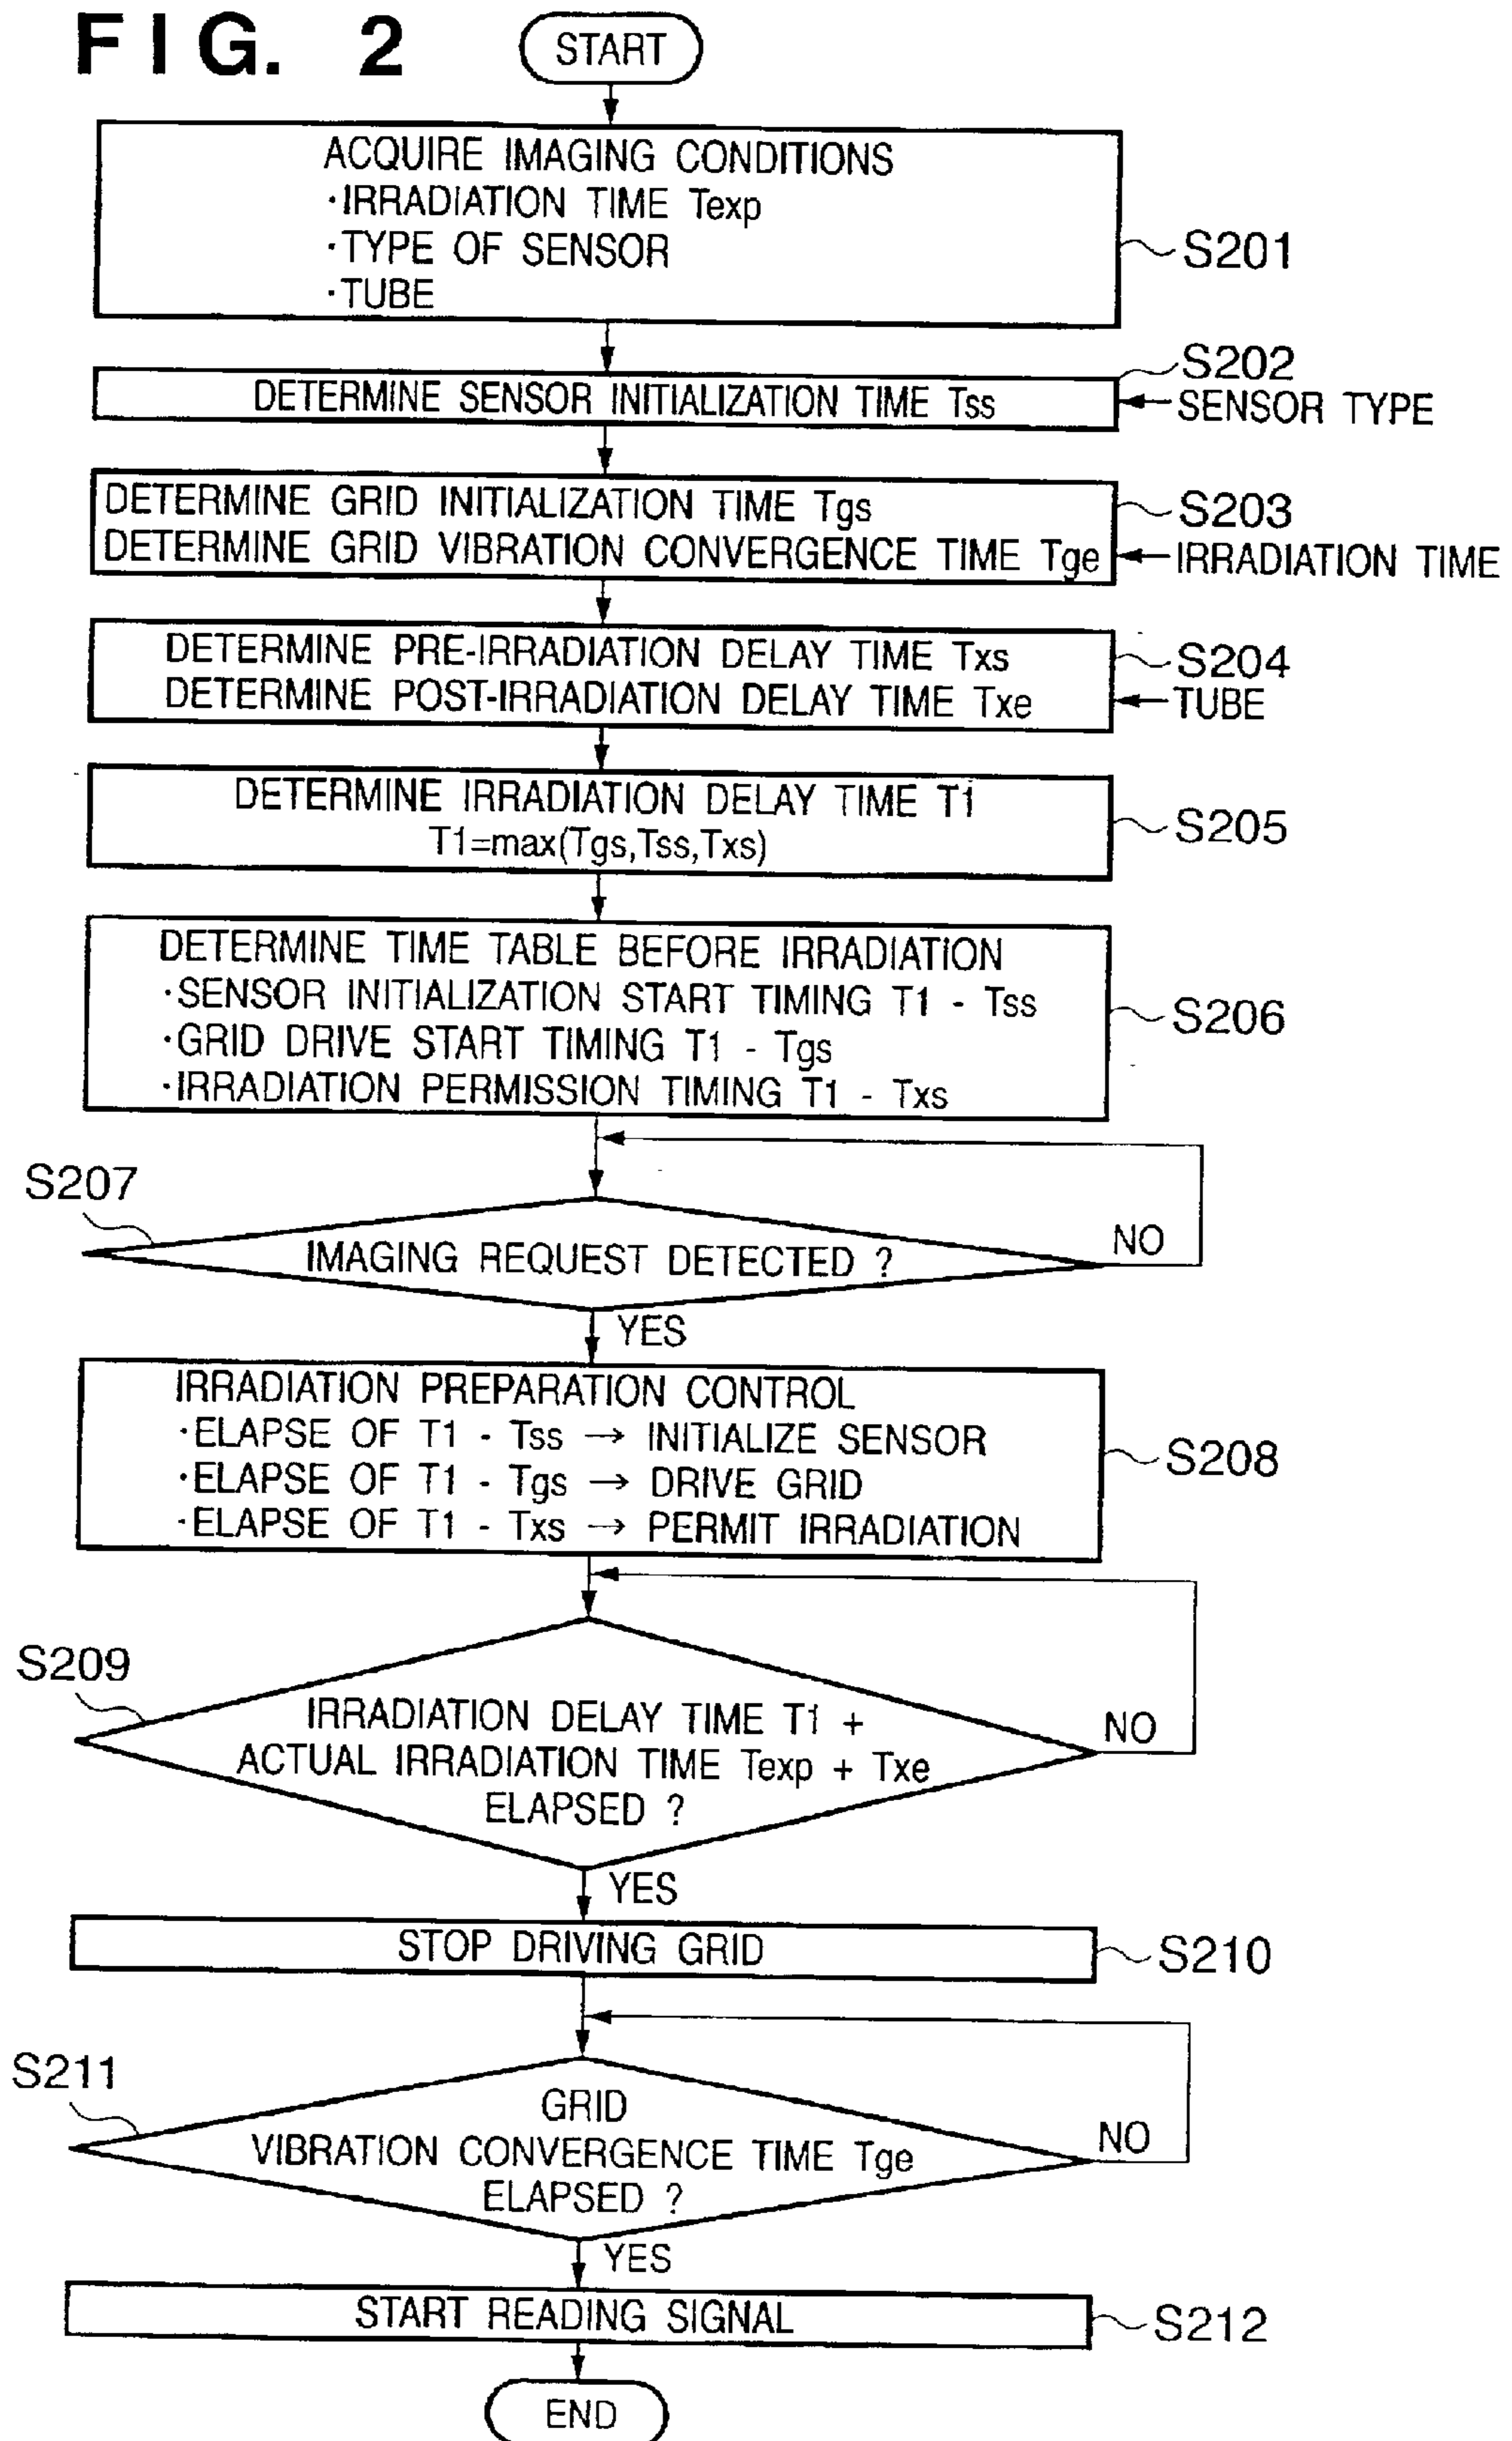 FIG. 2
START
ACQUIRE IMAGING CONDITIONS
·IRRADIATION TIME Texp
·TYPE OF SENSOR
·TUBE
S201
S202
DETERMINE SENSOR INITIALIZATION TIME Tss
SENSOR TYPE
DETERMINE GRID INITIALIZATION TIME Tgs
S203
DETERMINE GRID VIBRATION CONVERGENCE TIME Tge
IRRADIATION TIME
DETERMINE PRE-IRRADIATION DELAY TIME Txs
S204
DETERMINE POST-IRRADIATION DELAY TIME Txe
TUBE
DETERMINE IRRADIATION DELAY TIME T1
T1=max(Tgs,Tss,Txs)
S205
DETERMINE TIME TABLE BEFORE IRRADIATION
·SENSOR INITIALIZATION START TIMING T1 - Tss
·GRID DRIVE START TIMING T1 - Tgs
·IRRADIATION PERMISSION TIMING T1 - Txs
S206
S207
IMAGING REQUEST DETECTED ?
NO
YES
IRRADIATION PREPARATION CONTROL
·ELAPSE OF T1 - Tss → INITIALIZE SENSOR
·ELAPSE OF T1 - Tgs → DRIVE GRID
·ELAPSE OF T1 - Txs → PERMIT IRRADIATION
S208
S209
IRRADIATION DELAY TIME T1 +
ACTUAL IRRADIATION TIME Texp + Txe
ELAPSED ?
NO
YES
STOP DRIVING GRID
S210
S211
GRID
VIBRATION CONVERGENCE TIME Tge
ELAPSED ?
NO
YES
START READING SIGNAL
S212
END